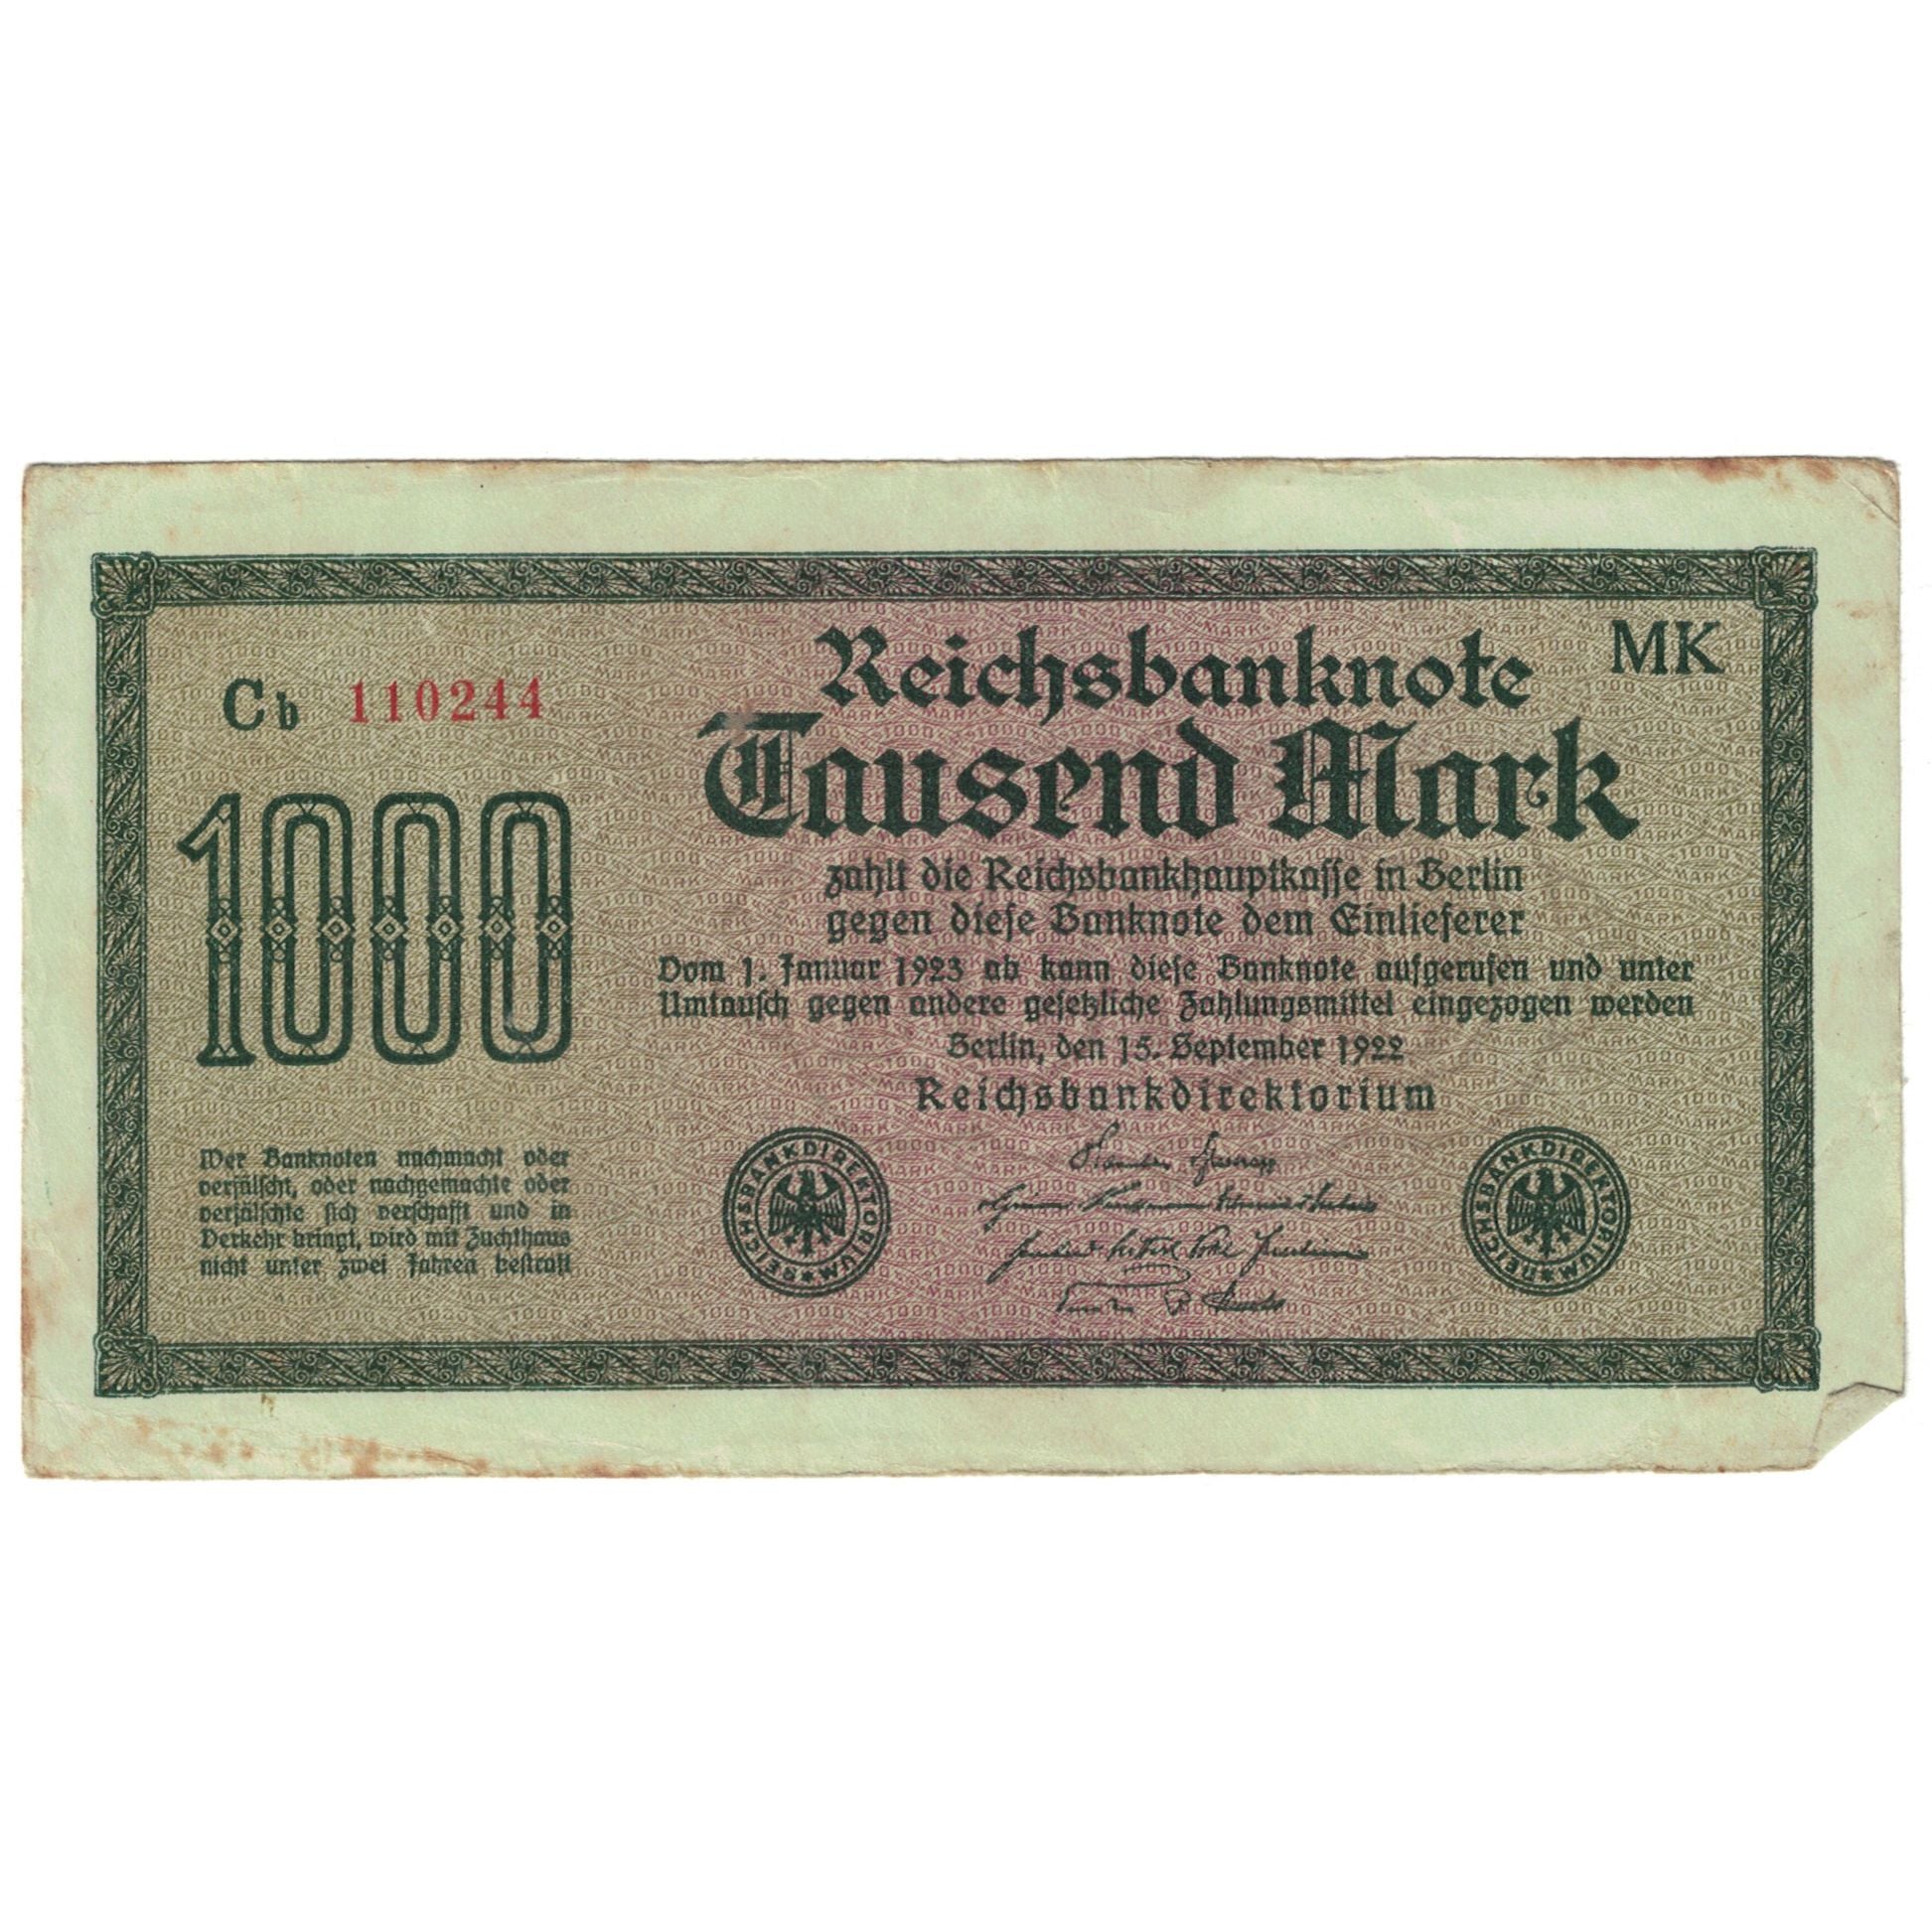 Reichsbanknote
MK
Cb 110244
Tausend Mark
1000
zahlt die Reichsbankhauptkasse in Berlin
gegen diese Banknote dem Einlieferer
Vom 1. Januar 1923 ab kann diese Banknote aufgerufen und unter
Umtausch gegen andere gesetzliche Zahlungsmittel eingezogen werden
Berlin, den 15. September 1922
Reichsbankdirektorium
Wer Banknoten nachmacht oder
verfälscht, oder nachgemachte oder
verfälschte sich verschafft und in
Verkehr bringt, wird mit Zuchthaus
nicht unter zwei Jahren bestraft
REICHSBANKDIREKTORIUM
REICHSBANKDIREKTORIUM